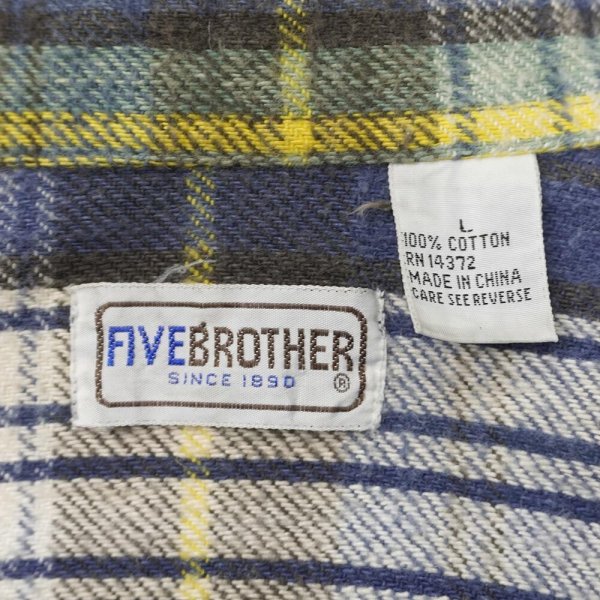 L
100% COTTON
RN 14372
MADE IN CHINA
CARE SEE REVERSE
FIVEBROTHER
SINCE 1890
®